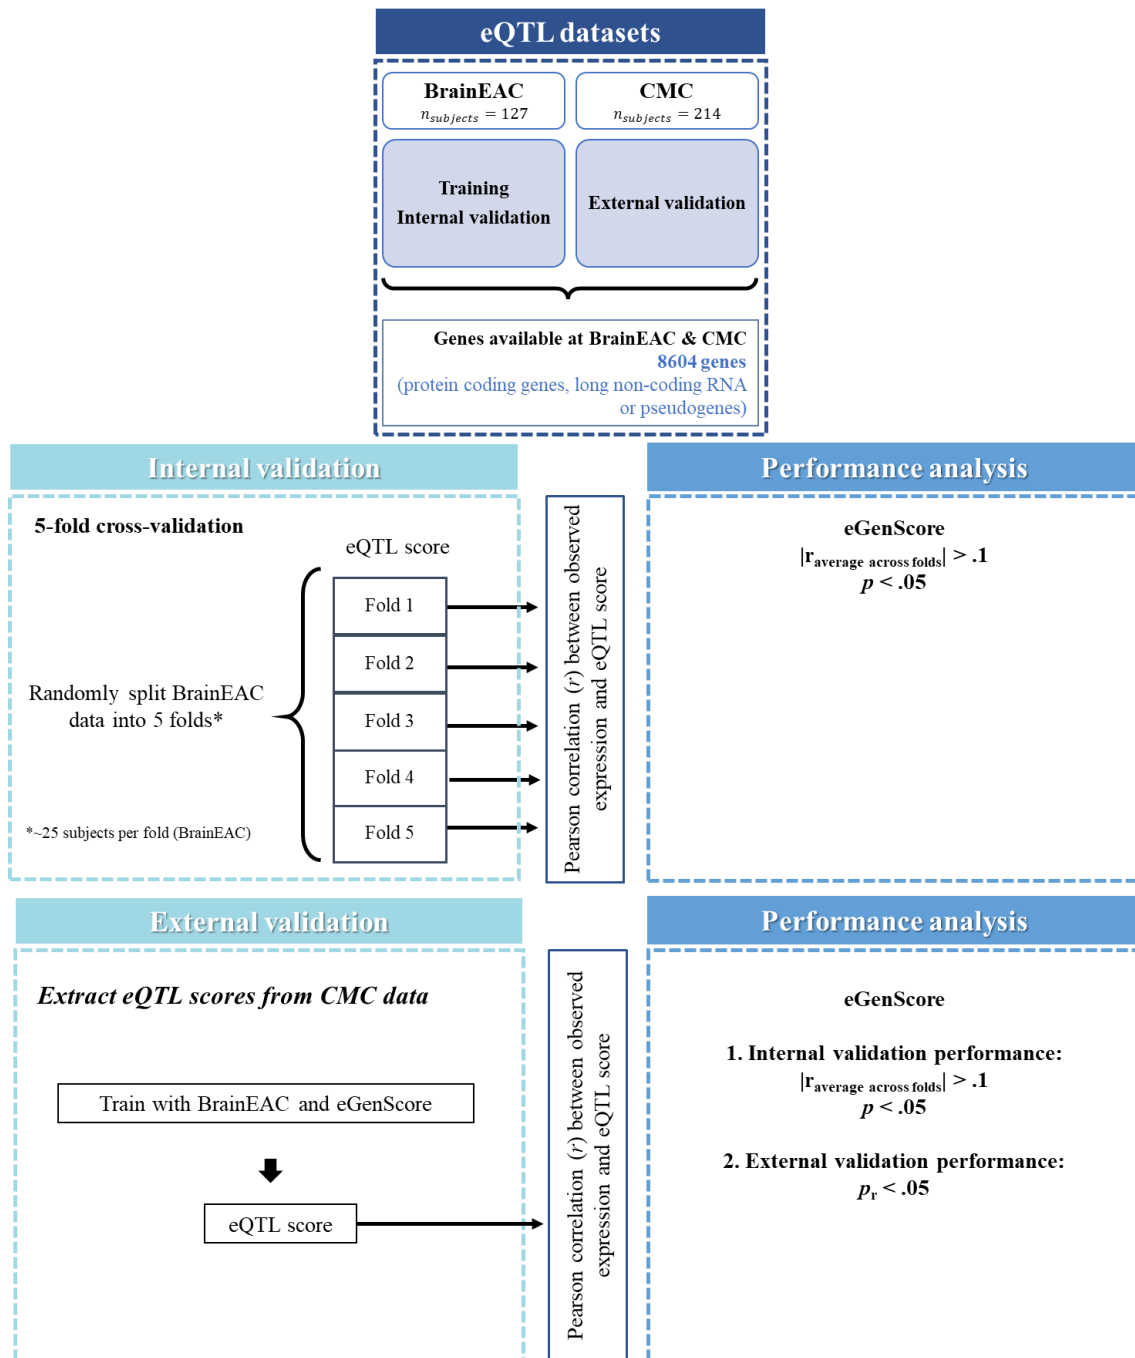 eQTL datasets
BrainEAC
n_subjects = 127
CMC
n_subjects = 214
Training
Internal validation
External validation
Genes available at BrainEAC & CMC
8604 genes
(protein coding genes, long non-coding RNA
or pseudogenes)
Internal validation
5-fold cross-validation
eQTL score
Randomly split BrainEAC
data into 5 folds*
Fold 1
Fold 2
Fold 3
Fold 4
Fold 5
*~25 subjects per fold (BrainEAC)
Pearson correlation (r) between observed
expression and eQTL score
Performance analysis
eGenScore
|r_average across folds| > .1
p < .05
External validation
Extract eQTL scores from CMC data
Train with BrainEAC and eGenScore
eQTL score
Pearson correlation (r) between observed
expression and eQTL score
Performance analysis
eGenScore
1. Internal validation performance:
|r_average across folds| > .1
p < .05
2. External validation performance:
p_r < .05